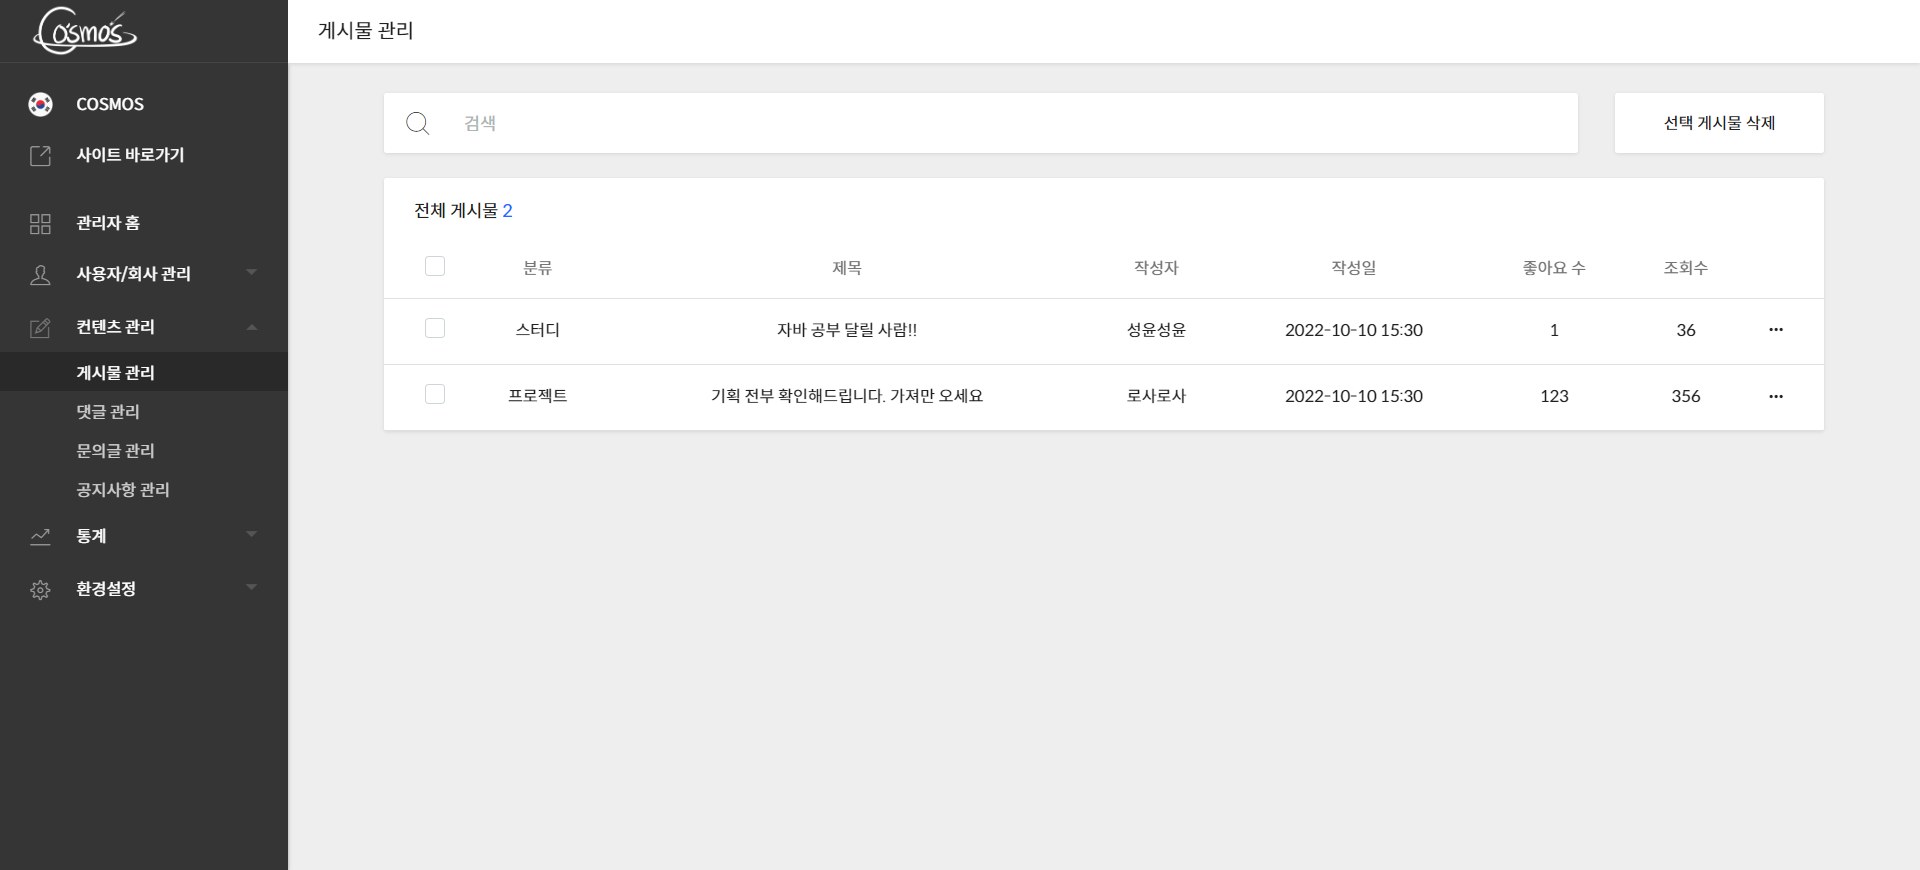 Cosmos
게시물 관리
COSMOS
사이트 바로가기
관리자 홈
사용자/회사 관리
컨텐츠 관리
게시물 관리
댓글 관리
문의글 관리
공지사항 관리
통계
환경설정
검색
선택 게시물 삭제
전체 게시물 2
분류 제목 작성자 작성일 좋아요 수 조회수
스터디 자바 공부 달릴 사람!! 성윤성윤 2022-10-10 15:30 1 36 ···
프로젝트 기획 전부 확인해드립니다. 가져만 오세요 로사로사 2022-10-10 15:30 123 356 ···